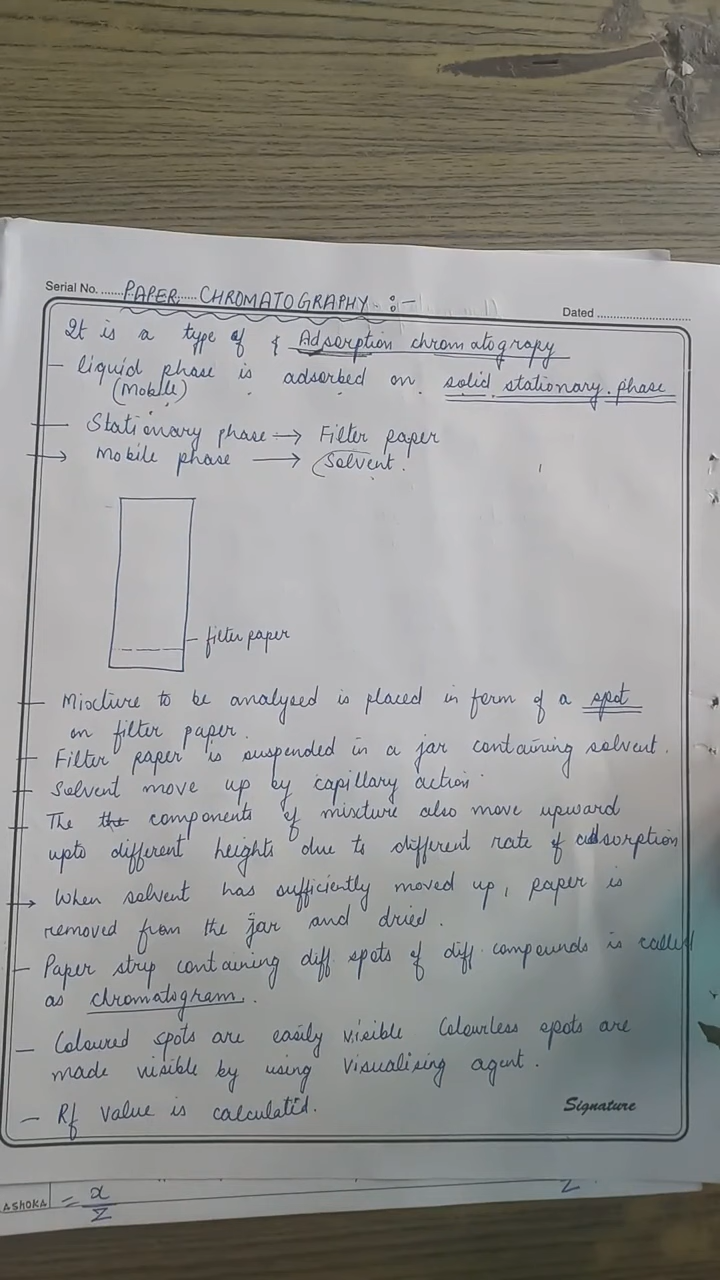 Serial No. ....... PAPER ..... CHROMATOGRAPHY :-
Dated ..........................
It is a type of { Adsorption chromatograpy
- liquid phase is adsorbed on solid stationary phase
(Mobile)
- Stationary phase → Filter paper
→ Mobile phase → Solvent.
- filter paper
- Mixture to be analysed is placed in form of a spot
on filter paper.
- Filter paper is suspended in a jar containing solvent.
- Solvent move up by capillary action.
- The the components of mixture also move upward
upto different heights due to different rate of adsorption
→ When solvent has sufficiently moved up, paper is
removed from the jar and dried.
- Paper strip containing diff. spots of diff. compounds is called
as chromatogram.
- Coloured spots are easily visible Colourless spots are
made visible by using visualising agent.
- Rf value is calculated.
Signature
ASHOKA = x/z